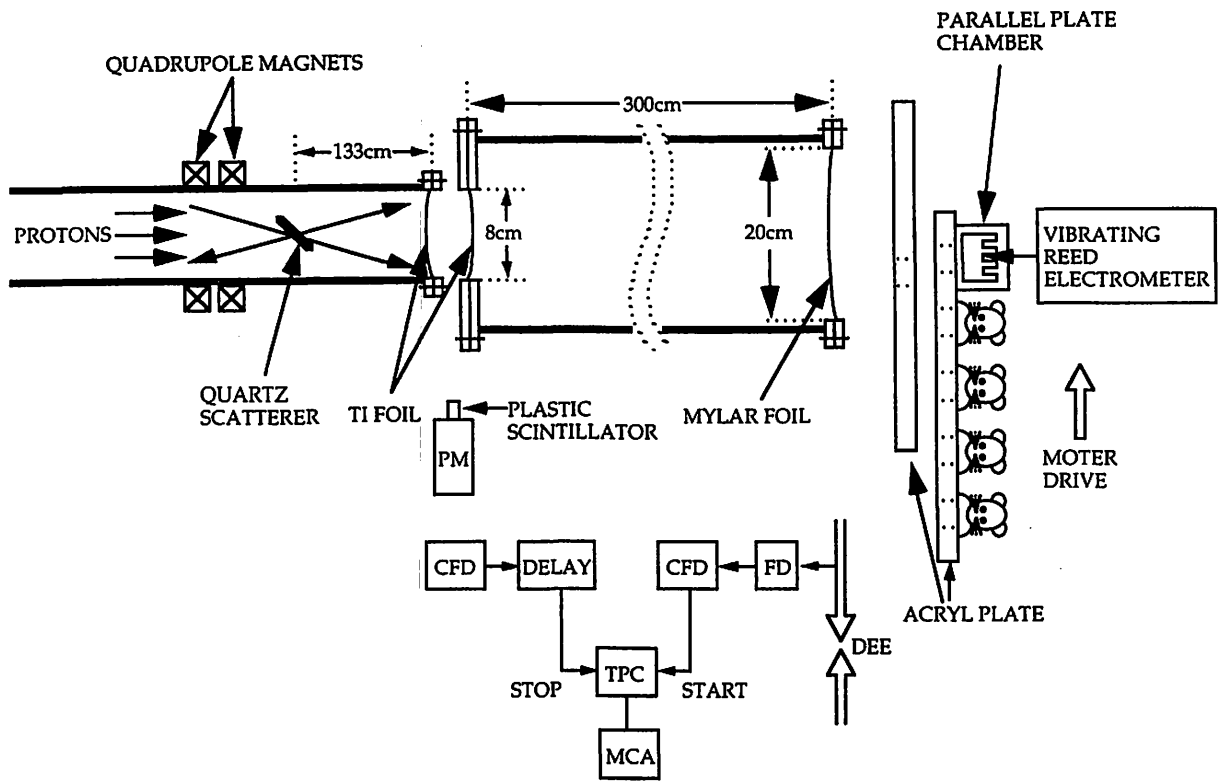 PARALLEL PLATE
CHAMBER
QUADRUPOLE MAGNETS
300cm
133cm
PROTONS
8cm
20cm
VIBRATING
REED
ELECTROMETER
QUARTZ
SCATTERER
TI FOIL
PLASTIC
SCINTILLATOR
MYLAR FOIL
PM
MOTER
DRIVE
CFD
DELAY
CFD
FD
ACRYL PLATE
DEE
TPC
STOP
START
MCA